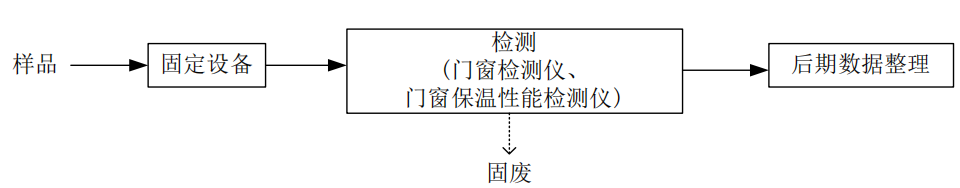 样品
固定设备
检测
（门窗检测仪、
门窗保温性能检测仪）
后期数据整理
固废